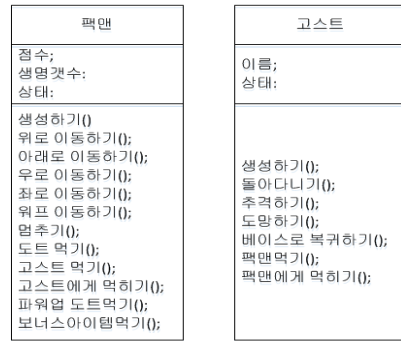 팩맨
점수;
생명갯수:
상태:
생성하기()
위로 이동하기();
아래로 이동하기();
우로 이동하기();
좌로 이동하기();
워프 이동하기();
멈추기();
도트 먹기();
고스트 먹기();
고스트에게 먹히기();
파워업 도트먹기();
보너스아이템먹기();
고스트
이름;
상태:
생성하기();
돌아다니기();
추격하기();
도망하기();
베이스로 복귀하기();
팩맨먹기();
팩맨에게 먹히기();